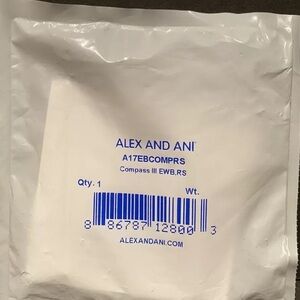 ALEX AND ANI
A17EBCOMPRS
Compass III EWB,RS
Qty. 1 Wt.
8 86787 12800 3
ALEXANDANI.COM